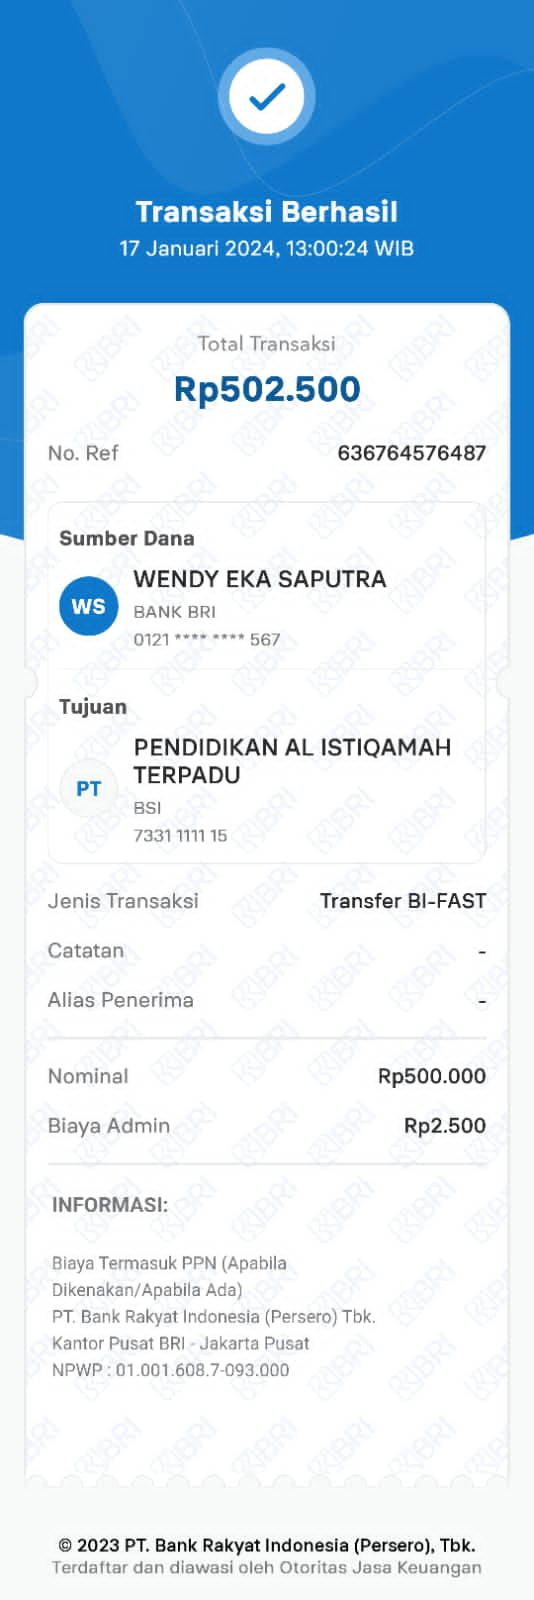 Transaksi Berhasil
17 Januari 2024, 13:00:24 WIB
Total Transaksi
Rp502.500
No. Ref 636764576487
Sumber Dana
WS
WENDY EKA SAPUTRA
BANK BRI
0121 **** **** 567
Tujuan
PT
PENDIDIKAN AL ISTIQAMAH
TERPADU
BSI
7331 1111 15
Jenis Transaksi Transfer BI-FAST
Catatan -
Alias Penerima -
Nominal Rp500.000
Biaya Admin Rp2.500
INFORMASI:
Biaya Termasuk PPN (Apabila
Dikenakan/Apabila Ada)
PT. Bank Rakyat Indonesia (Persero) Tbk.
Kantor Pusat BRI - Jakarta Pusat
NPWP : 01.001.608.7-093.000
© 2023 PT. Bank Rakyat Indonesia (Persero), Tbk.
Terdaftar dan diawasi oleh Otoritas Jasa Keuangan